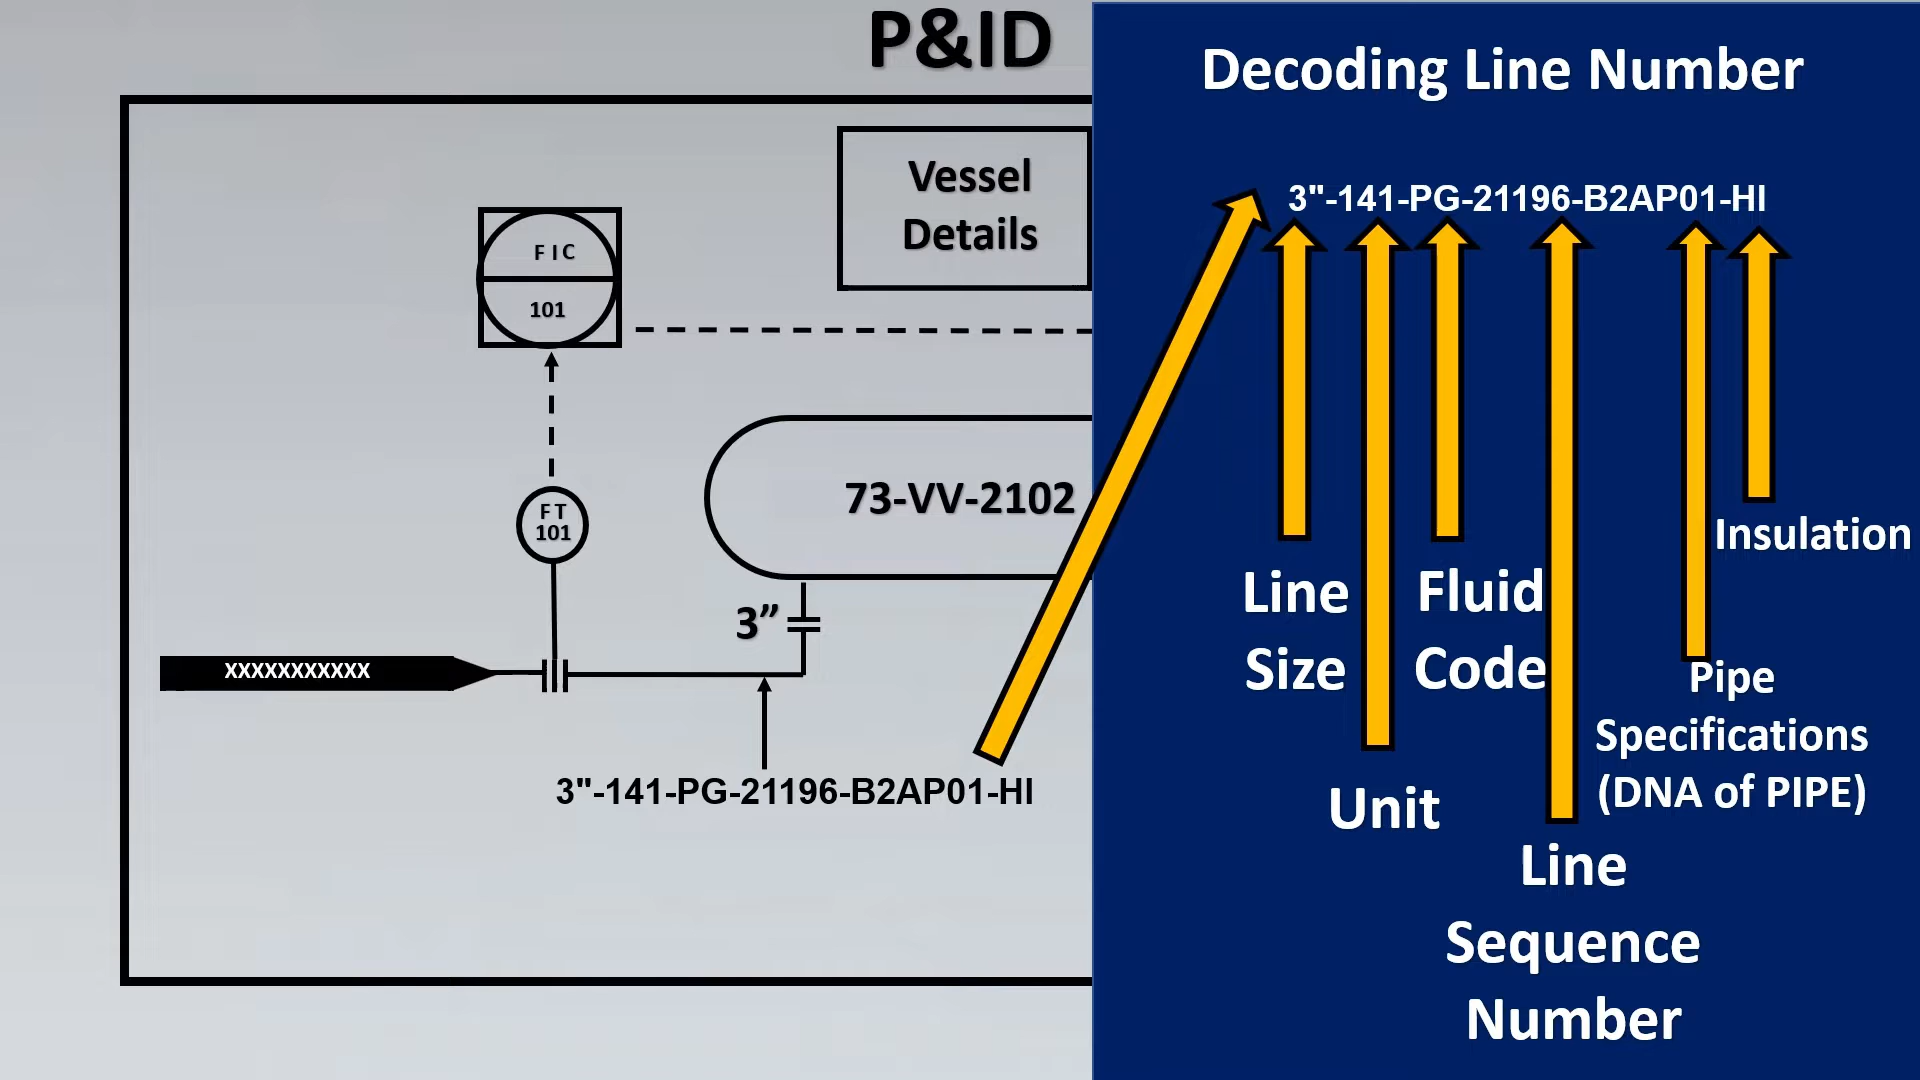 P&ID
Vessel
Details
F I C
101
F T
101
73-VV-2102
3”
XXXXXXXXXXX
3"-141-PG-21196-B2AP01-HI
Decoding Line Number
3"-141-PG-21196-B2AP01-HI
Line
Size
Unit
Fluid
Code
Line
Sequence
Number
Pipe
Specifications
(DNA of PIPE)
Insulation